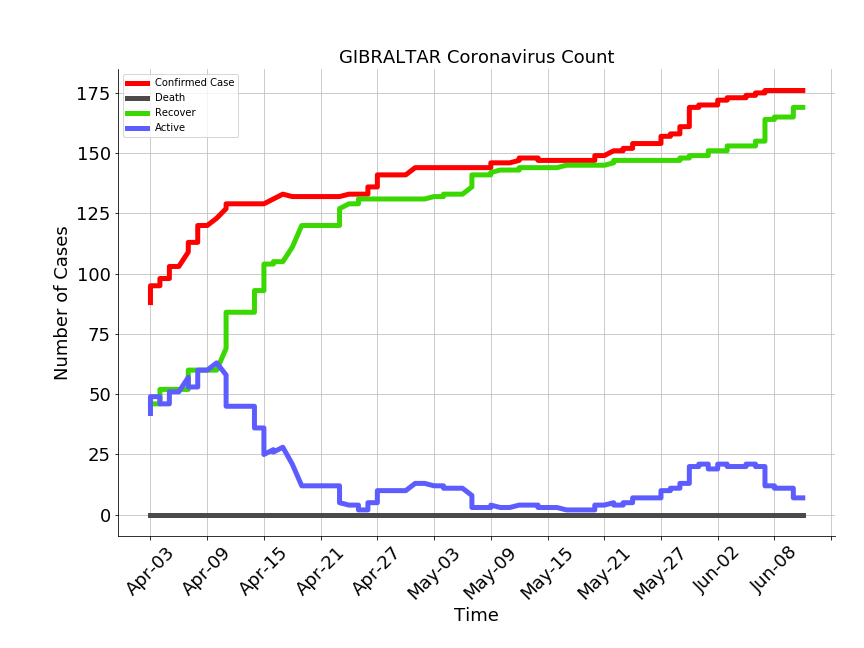 GIBRALTAR Coronavirus Count
Confirmed Case
Death
Recover
Active
Number of Cases
175
150
125
100
75
50
25
0
Apr-03
Apr-09
Apr-15
Apr-21
Apr-27
May-03
May-09
May-15
May-21
May-27
Jun-02
Jun-08
Time